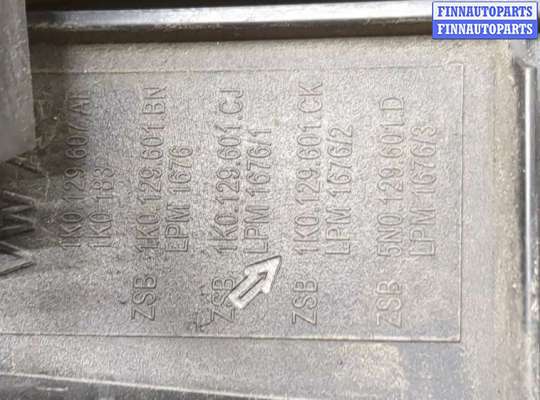 FINNAUTOPARTS
FINNAUTOPARTS
1K0.129.607/A
1K0 183
ZSB 1K0.129.601.BN
LPM 1676
ZSB 1K0.129.601.CJ
LPM 1676/1
ZSB 1K0.129.601.CK
LPM 1676/2
ZSB 5N0.129.601.D
LPM 1676/3